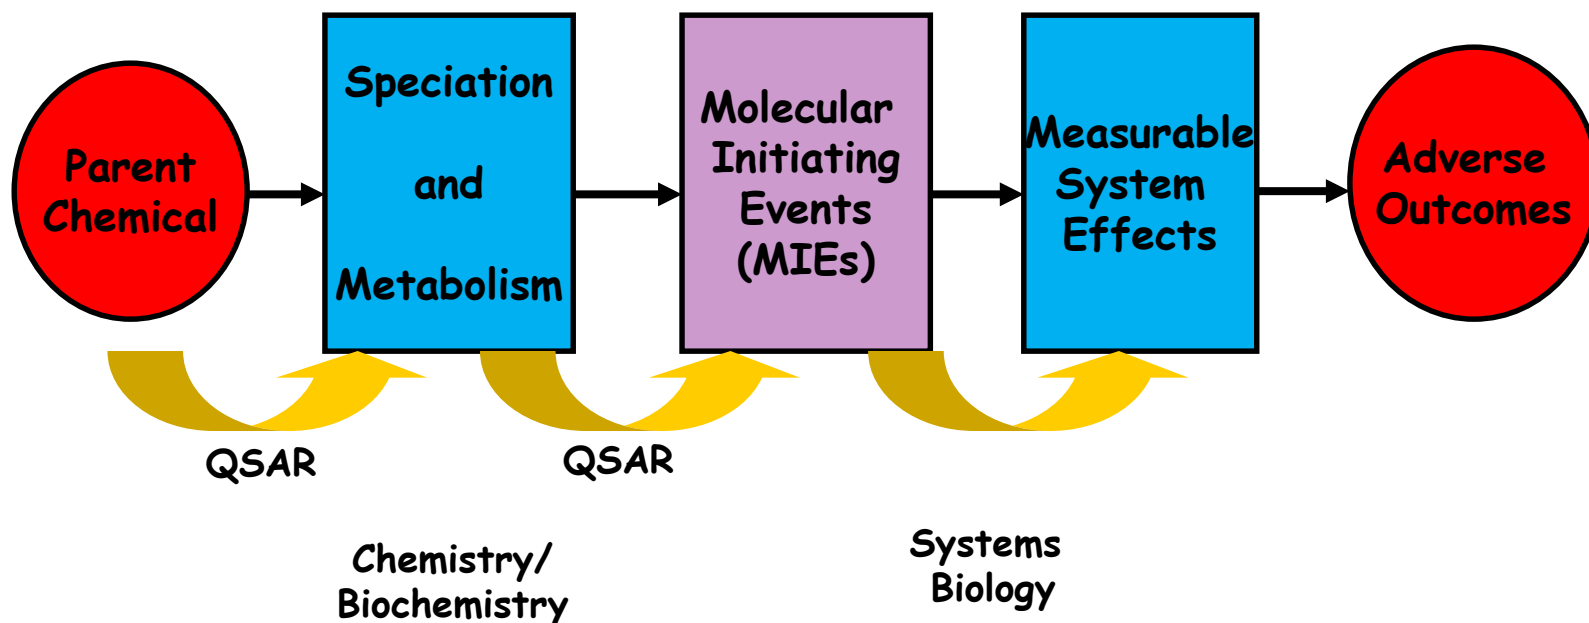 Parent
Chemical
Speciation
and
Metabolism
Molecular
Initiating
Events
(MIEs)
Measurable
System
Effects
Adverse
Outcomes
QSAR
QSAR
Chemistry/
Biochemistry
Systems
Biology